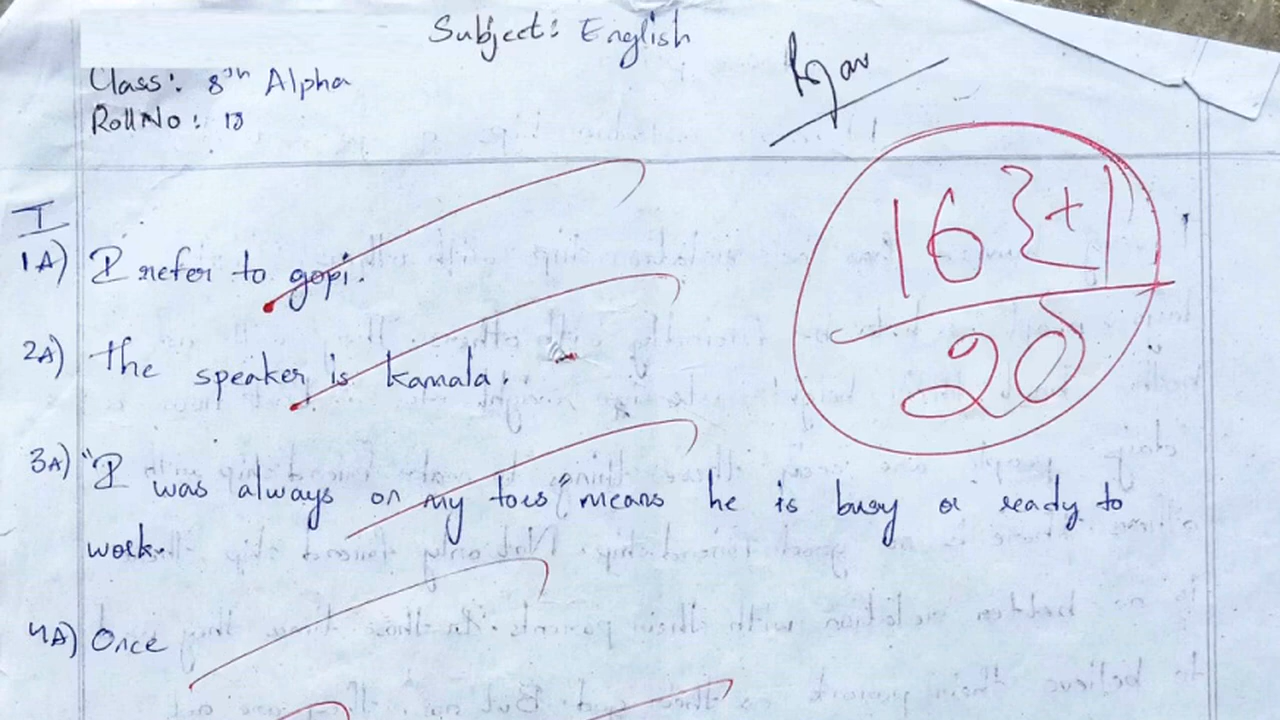 Subject: English
Class: 8th Alpha
Roll No: 18
16 } +1
20
I
1A) I refer to gopi.
2A) the speaker is kamala.
3A) "I was always on my toes" means he is busy or ready to
work.
4A) Once